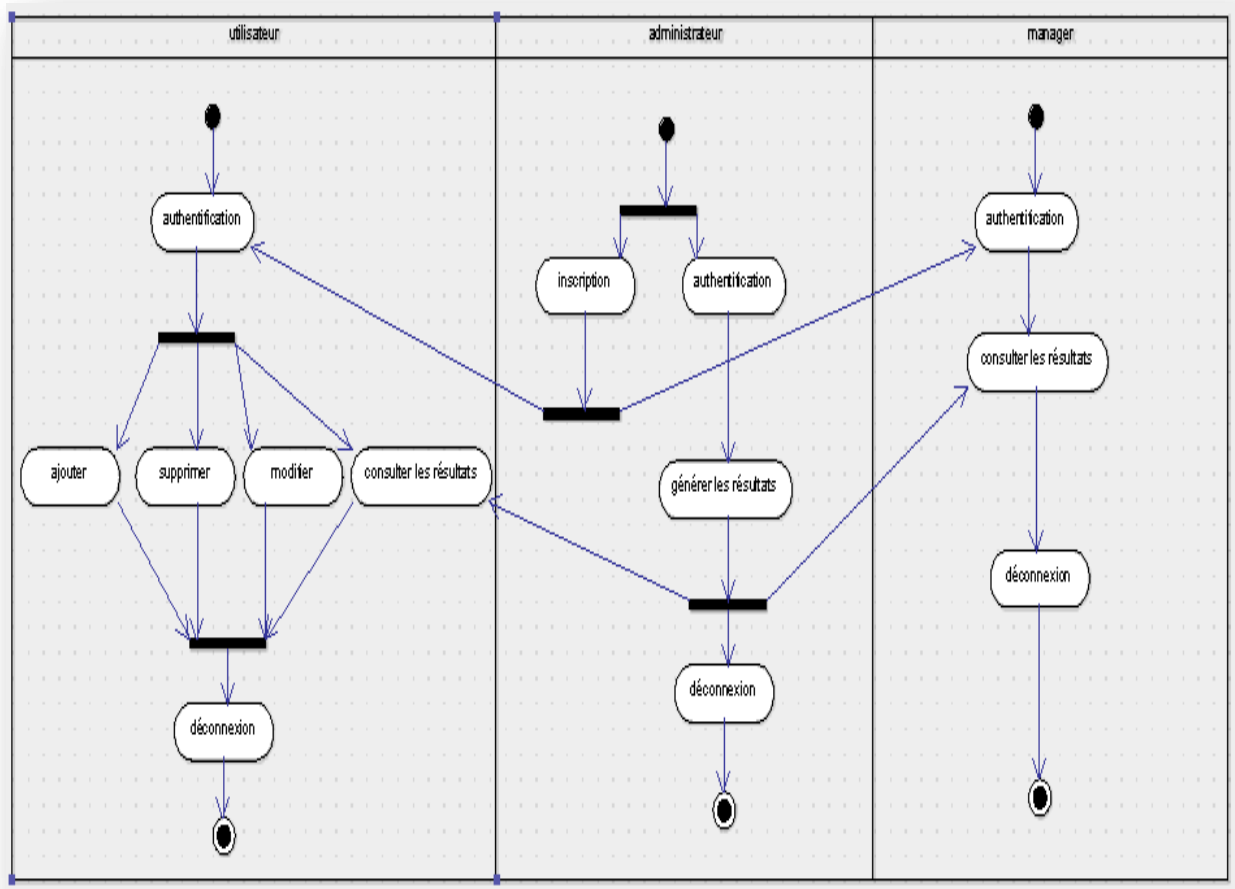 utilisateur
administrateur
manager
authentification
authentification
inscription
authentification
consulter les résultats
ajouter
supprimer
modifier
consulter les résultats
générer les résultats
déconnexion
déconnexion
déconnexion